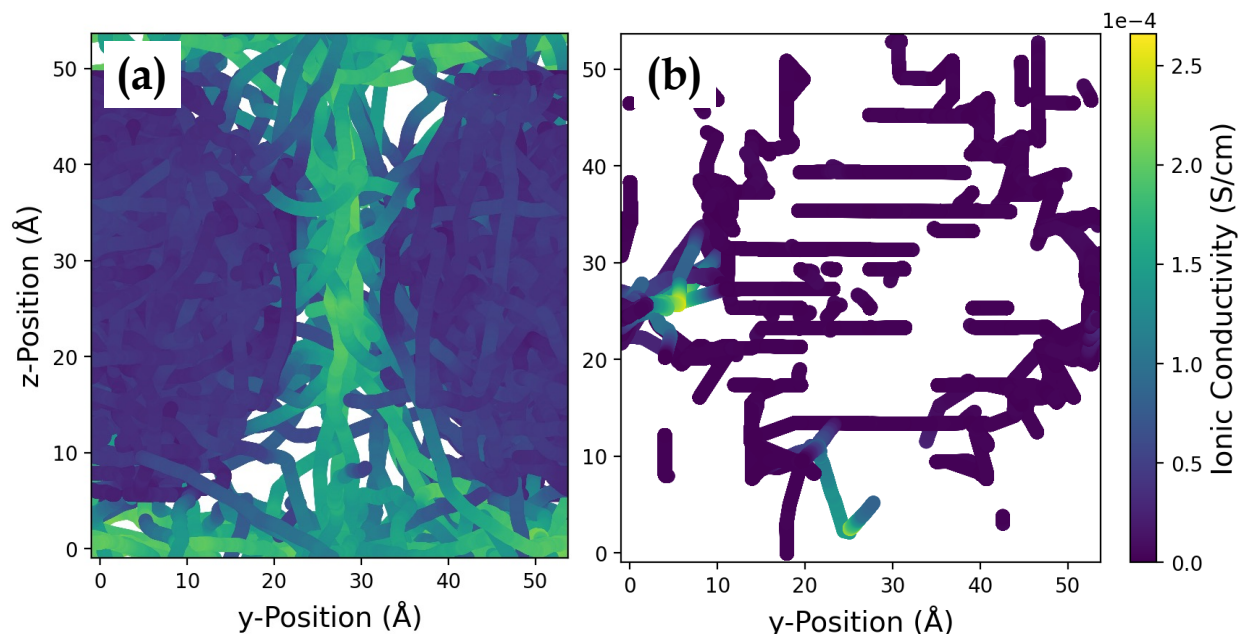 1e−4
(a)
(b)
50
40
30
20
10
0
z-Position (Å)
0 10 20 30 40 50
y-Position (Å)
50
40
30
20
10
0
0 10 20 30 40 50
y-Position (Å)
2.5
2.0
1.5
1.0
0.5
0.0
Ionic Conductivity (S/cm)